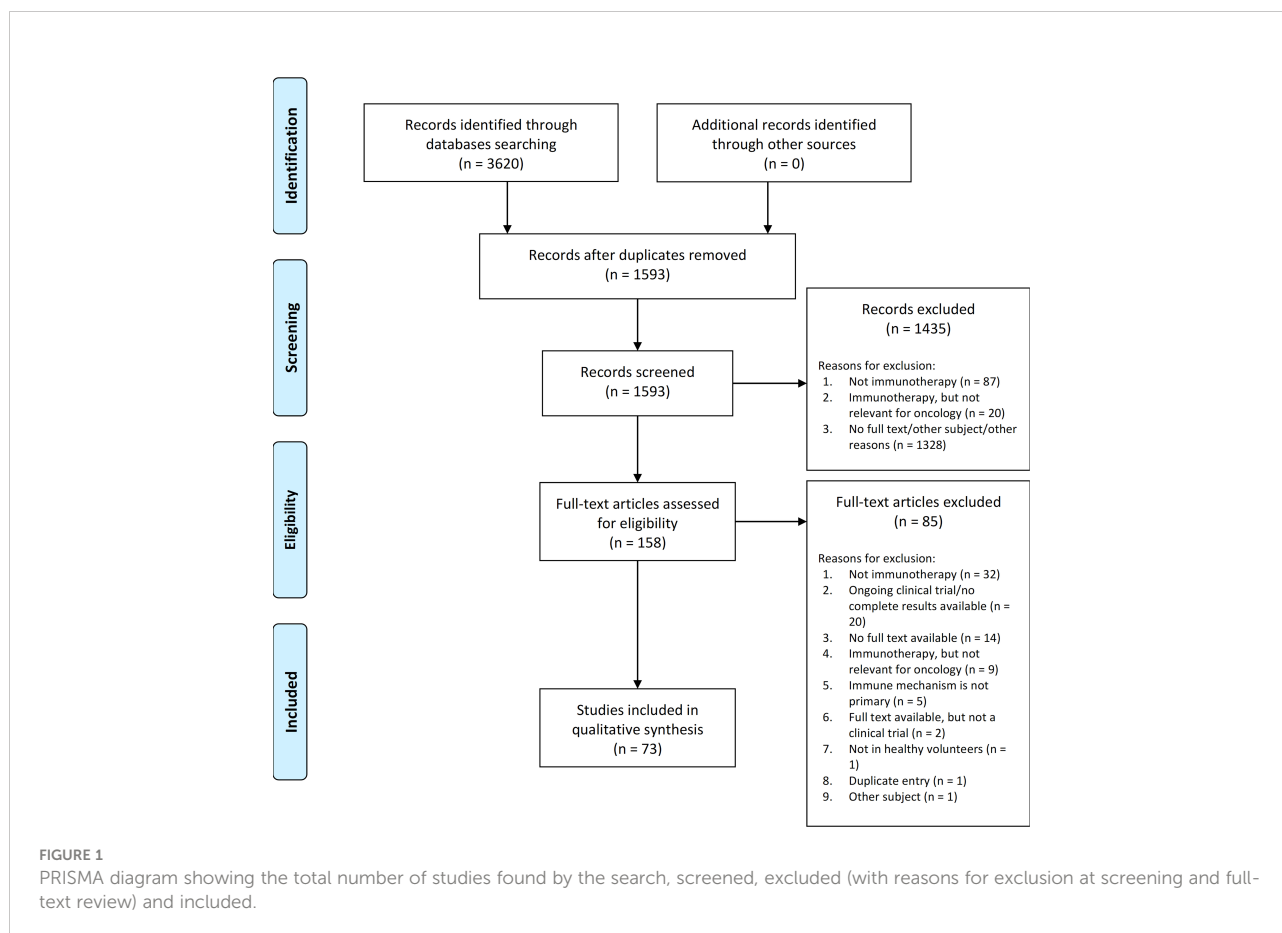 Identification
Records identified through
databases searching
(n = 3620)
Additional records identified
through other sources
(n = 0)
Screening
Records after duplicates removed
(n = 1593)
Records screened
(n = 1593)
Records excluded
(n = 1435)
Reasons for exclusion:
1. Not immunotherapy (n = 87)
2. Immunotherapy, but not
relevant for oncology (n = 20)
3. No full text/other subject/other
reasons (n = 1328)
Eligibility
Full-text articles assessed
for eligibility
(n = 158)
Full-text articles excluded
(n = 85)
Reasons for exclusion:
1. Not immunotherapy (n = 32)
2. Ongoing clinical trial/no
complete results available (n =
20)
3. No full text available (n = 14)
4. Immunotherapy, but not
relevant for oncology (n = 9)
5. Immune mechanism is not
primary (n = 5)
6. Full text available, but not a
clinical trial (n = 2)
7. Not in healthy volunteers (n =
1)
8. Duplicate entry (n = 1)
9. Other subject (n = 1)
Included
Studies included in
qualitative synthesis
(n = 73)
FIGURE 1
PRISMA diagram showing the total number of studies found by the search, screened, excluded (with reasons for exclusion at screening and full-
text review) and included.